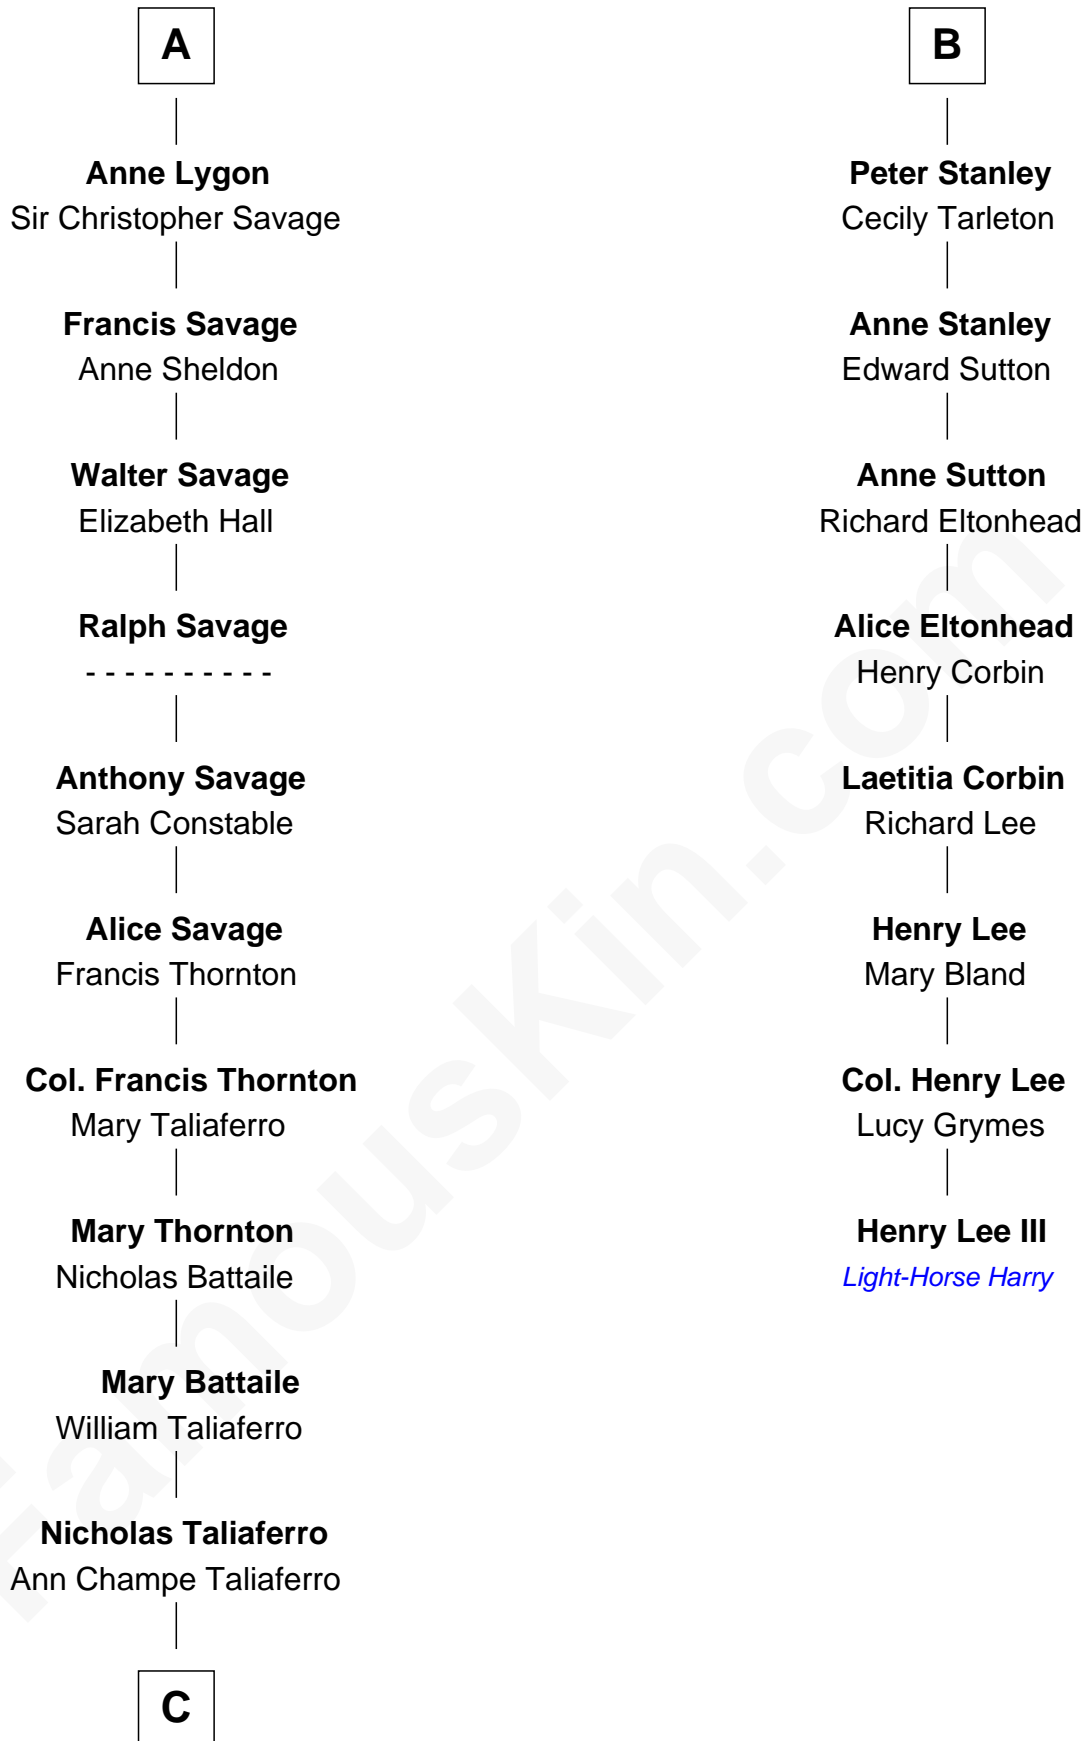 A
Anne Lygon
Sir Christopher Savage
Francis Savage
Anne Sheldon
Walter Savage
Elizabeth Hall
Ralph Savage
- - - - - - - - - -
Anthony Savage
Sarah Constable
Alice Savage
Francis Thornton
Col. Francis Thornton
Mary Taliaferro
Mary Thornton
Nicholas Battaile
Mary Battaile
William Taliaferro
Nicholas Taliaferro
Ann Champe Taliaferro
C
B
Peter Stanley
Cecily Tarleton
Anne Stanley
Edward Sutton
Anne Sutton
Richard Eltonhead
Alice Eltonhead
Henry Corbin
Laetitia Corbin
Richard Lee
Henry Lee
Mary Bland
Col. Henry Lee
Lucy Grymes
Henry Lee III
Light-Horse Harry
FamousKin.com